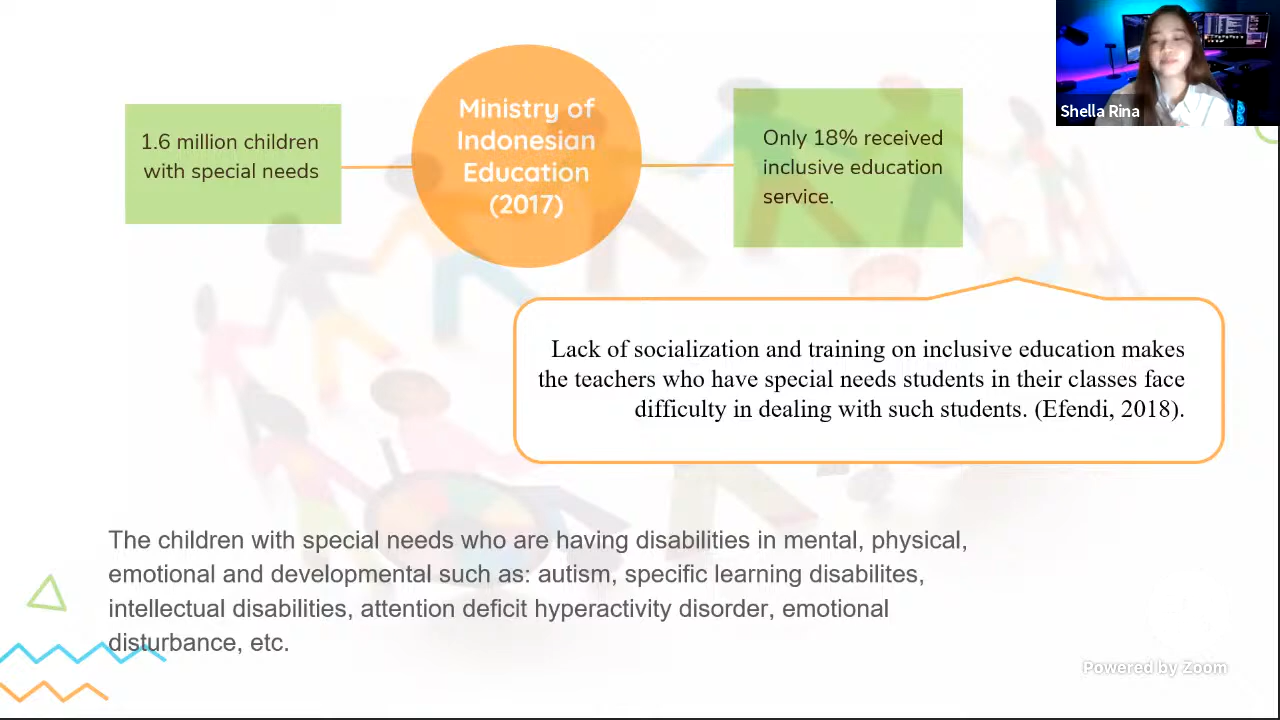 1.6 million children
with special needs
Ministry of
Indonesian
Education
(2017)
Only 18% received
inclusive education
service.
Shella Rina
Lack of socialization and training on inclusive education makes
the teachers who have special needs students in their classes face
difficulty in dealing with such students. (Efendi, 2018).
The children with special needs who are having disabilities in mental, physical,
emotional and developmental such as: autism, specific learning disabilites,
intellectual disabilities, attention deficit hyperactivity disorder, emotional
disturbance, etc.
Powered by Zoom